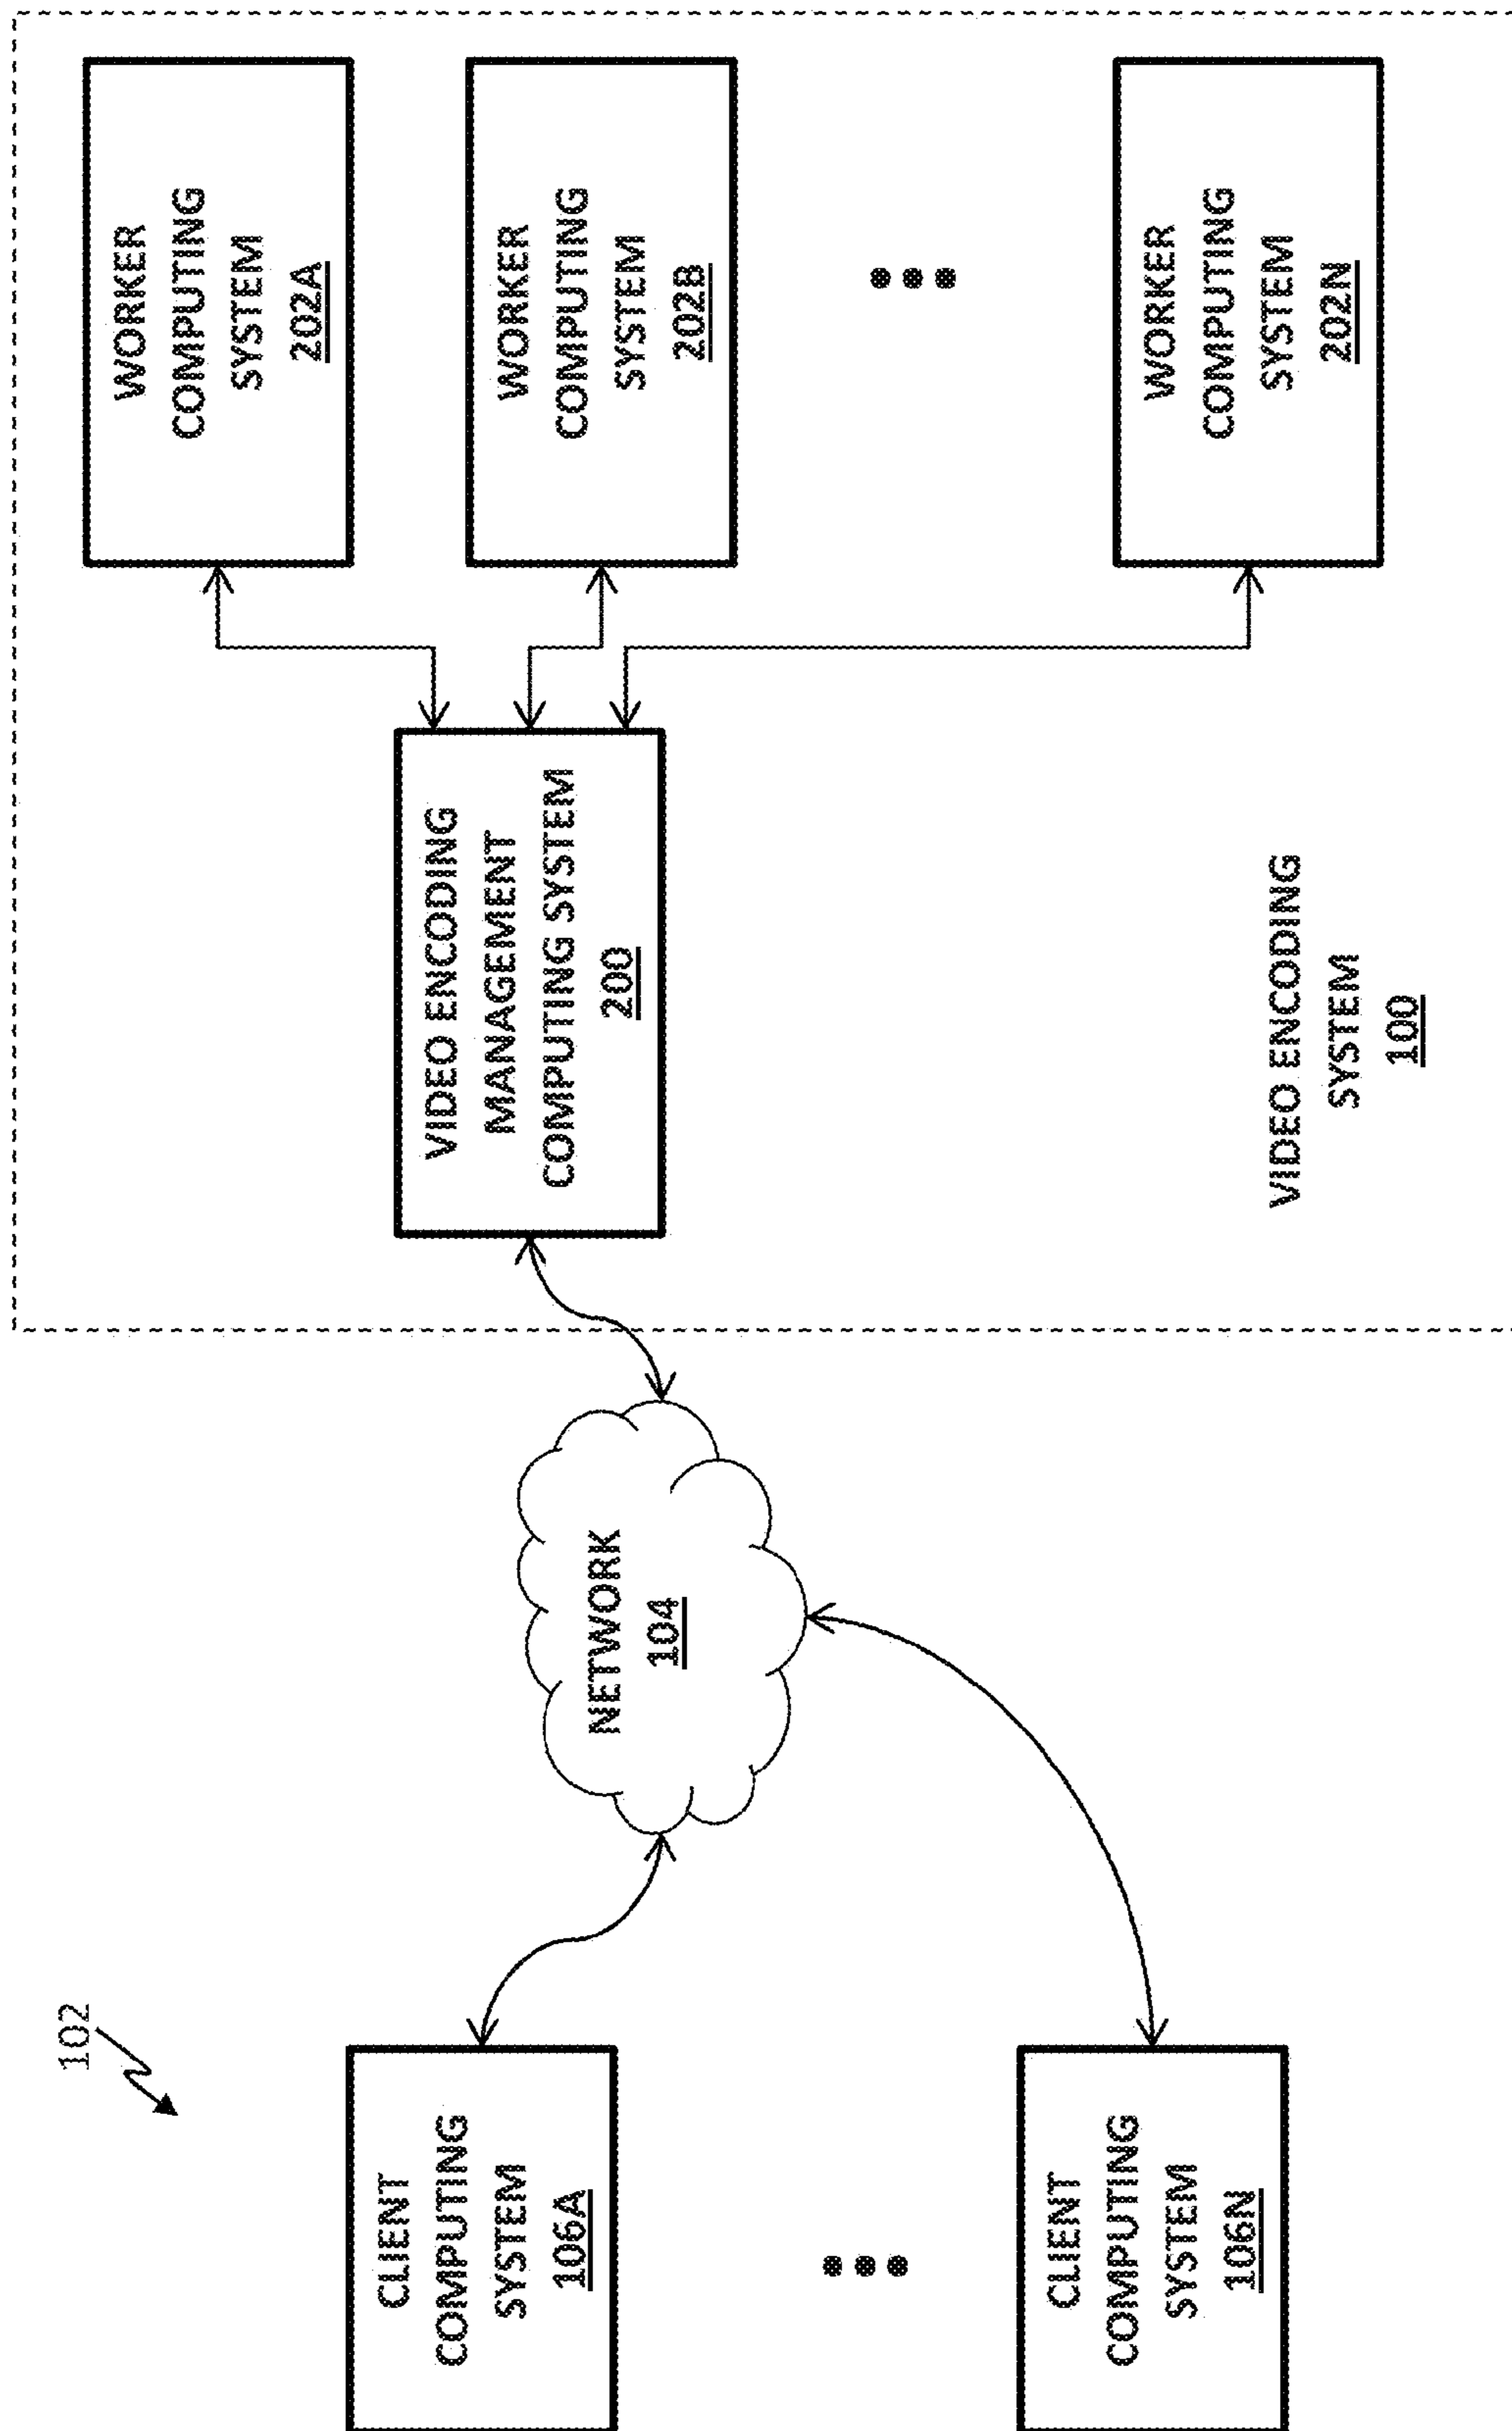 102
CLIENT
COMPUTING
SYSTEM
106A
CLIENT
COMPUTING
SYSTEM
106N
NETWORK
104
VIDEO ENCODING
MANAGEMENT
COMPUTING SYSTEM
200
VIDEO ENCODING
SYSTEM
100
WORKER
COMPUTING
SYSTEM
202A
WORKER
COMPUTING
SYSTEM
202B
WORKER
COMPUTING
SYSTEM
202N